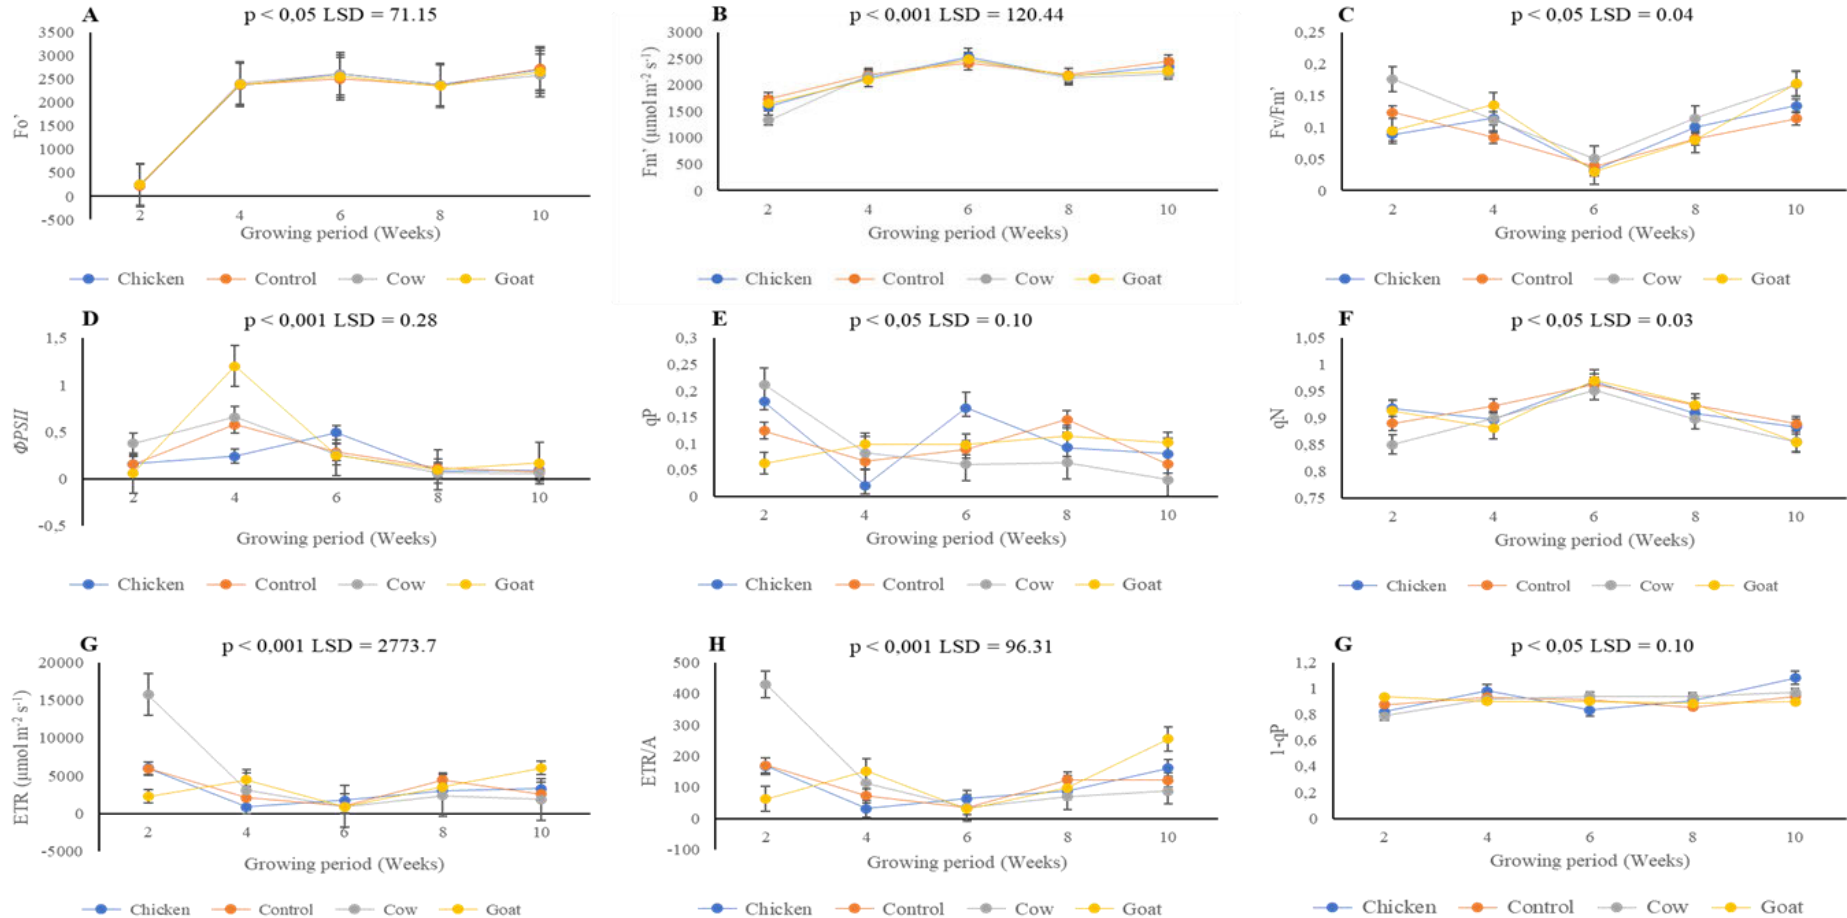 A p < 0,05 LSD = 71.15
3500
3000
2500
2000
1500
1000
500
0
-500
Fo’
2 4 6 8 10
Growing period (Weeks)
Chicken Control Cow Goat
B p < 0,001 LSD = 120.44
3000
2500
2000
1500
1000
500
0
Fm’ (µmol m⁻² s⁻¹)
2 4 6 8 10
Growing period (Weeks)
Chicken Control Cow Goat
C p < 0,05 LSD = 0.04
0,25
0,2
0,15
0,1
0,05
0
Fv/Fm’
2 4 6 8 10
Growing period (Weeks)
Chicken Control Cow Goat
D p < 0,001 LSD = 0.28
1,5
1
0,5
0
-0,5
ΦPSII
2 4 6 8 10
Growing period (Weeks)
Chicken Control Cow Goat
E p < 0,05 LSD = 0.10
0,3
0,25
0,2
0,15
0,1
0,05
0
qP
2 4 6 8 10
Growing period (Weeks)
Chicken Control Cow Goat
F p < 0,05 LSD = 0.03
1,05
1
0,95
0,9
0,85
0,8
0,75
qN
2 4 6 8 10
Growing period (Weeks)
Chicken Control Cow Goat
G p < 0,001 LSD = 2773.7
20000
15000
10000
5000
0
-5000
ETR (µmol m⁻² s⁻¹)
2 4 6 8 10
Growing period (Weeks)
Chicken Control Cow Goat
H p < 0,001 LSD = 96.31
500
400
300
200
100
0
-100
ETR/A
2 4 6 8 10
Growing period (Weeks)
Chicken Control Cow Goat
G p < 0,05 LSD = 0.10
1,2
1
0,8
0,6
0,4
0,2
0
1-qP
2 4 6 8 10
Growing period (Weeks)
Chicken Control Cow Goat